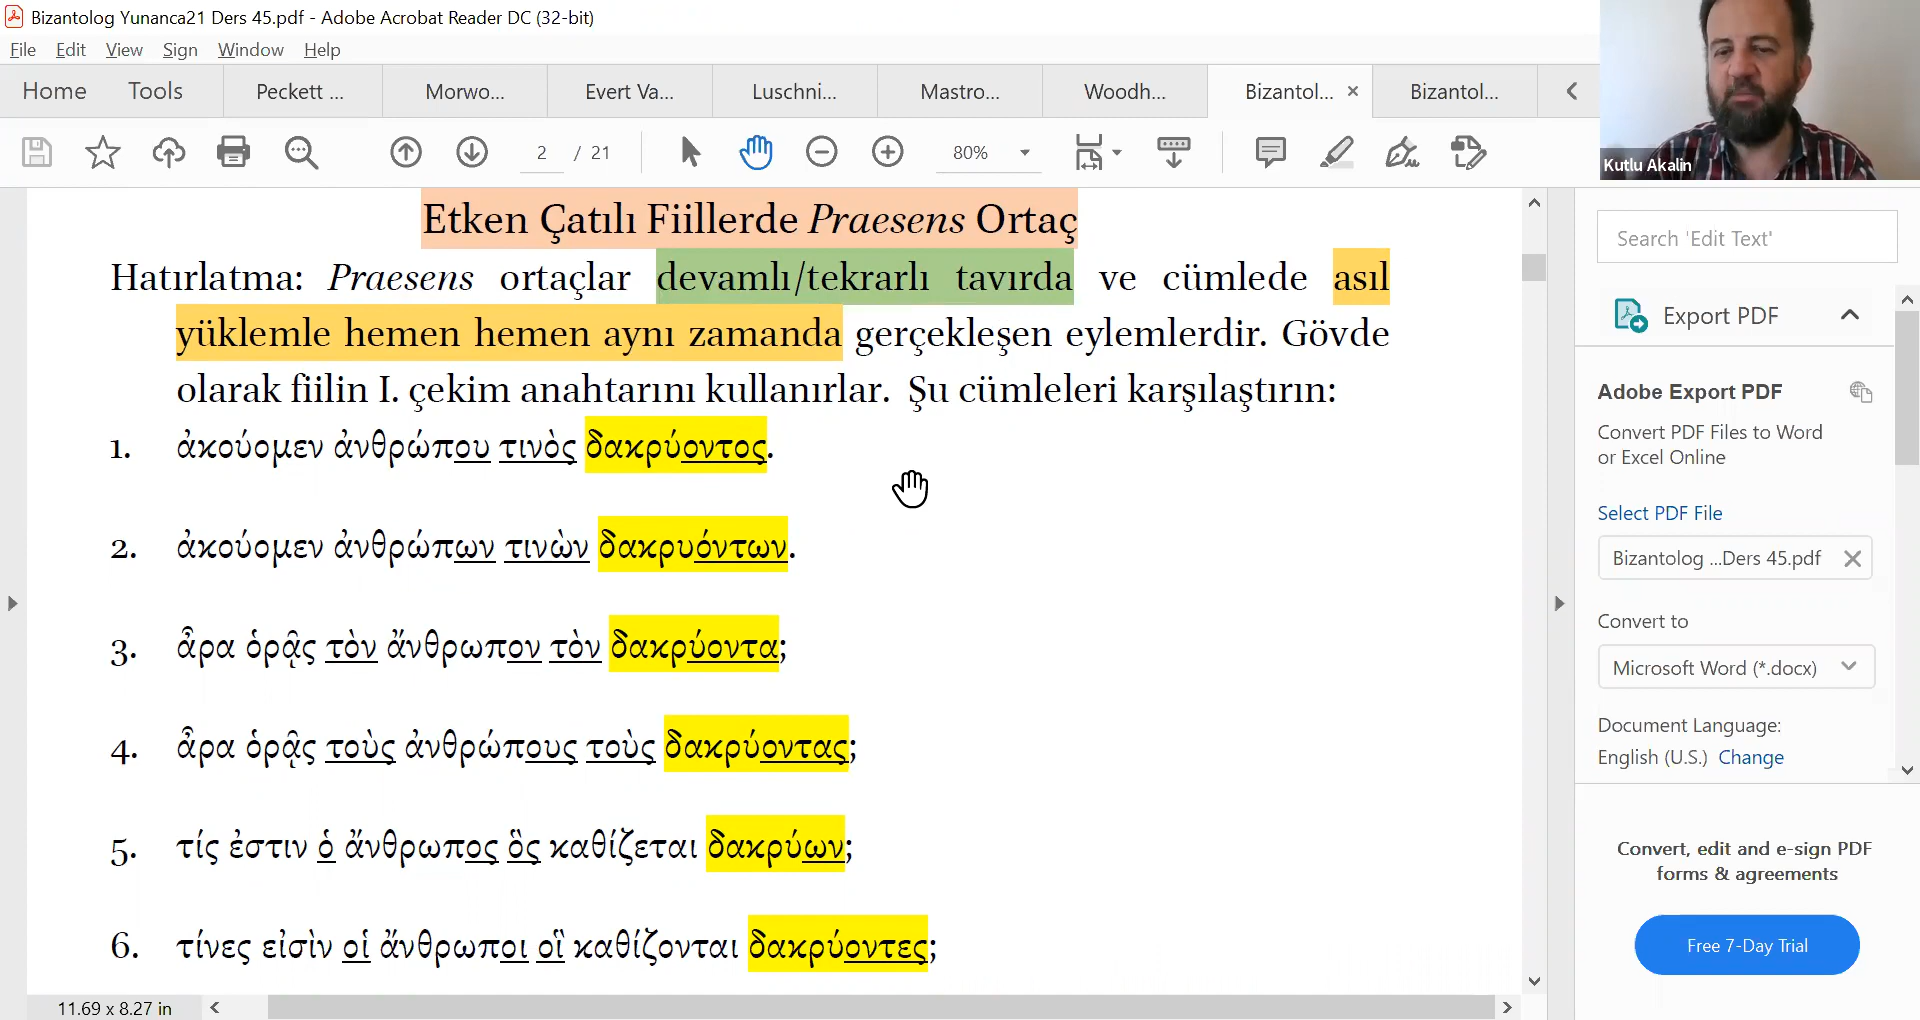 Bizantolog Yunanca21 Ders 45.pdf - Adobe Acrobat Reader DC (32-bit)
File Edit View Sign Window Help
Home Tools Peckett ... Morwo... Evert Va... Luschni... Mastro... Woodh... Bizantol... × Bizantol...
2 / 21 80%
Kutlu Akalin
Etken Çatılı Fiillerde Praesens Ortaç
Hatırlatma: Praesens ortaçlar devamlı/tekrarlı tavırda ve cümlede asıl
yüklemle hemen hemen aynı zamanda gerçekleşen eylemlerdir. Gövde
olarak fiilin I. çekim anahtarını kullanırlar. Şu cümleleri karşılaştırın:
1. ἀκούομεν ἀνθρώπου τινὸς δακρύοντος.
2. ἀκούομεν ἀνθρώπων τινὼν δακρυόντων.
3. ἆρα ὁρᾷς τὸν ἄνθρωπον τὸν δακρύοντα;
4. ἆρα ὁρᾷς τοὺς ἀνθρώπους τοὺς δακρύοντας;
5. τίς ἐστιν ὁ ἄνθρωπος ὃς καθίζεται δακρύων;
6. τίνες εἰσὶν οἱ ἄνθρωποι οἳ καθίζονται δακρύοντες;
11.69 x 8.27 in
Search 'Edit Text'
Export PDF
Adobe Export PDF
Convert PDF Files to Word
or Excel Online
Select PDF File
Bizantolog ...Ders 45.pdf
Convert to
Microsoft Word (*.docx)
Document Language:
English (U.S.) Change
Convert, edit and e-sign PDF
forms & agreements
Free 7-Day Trial